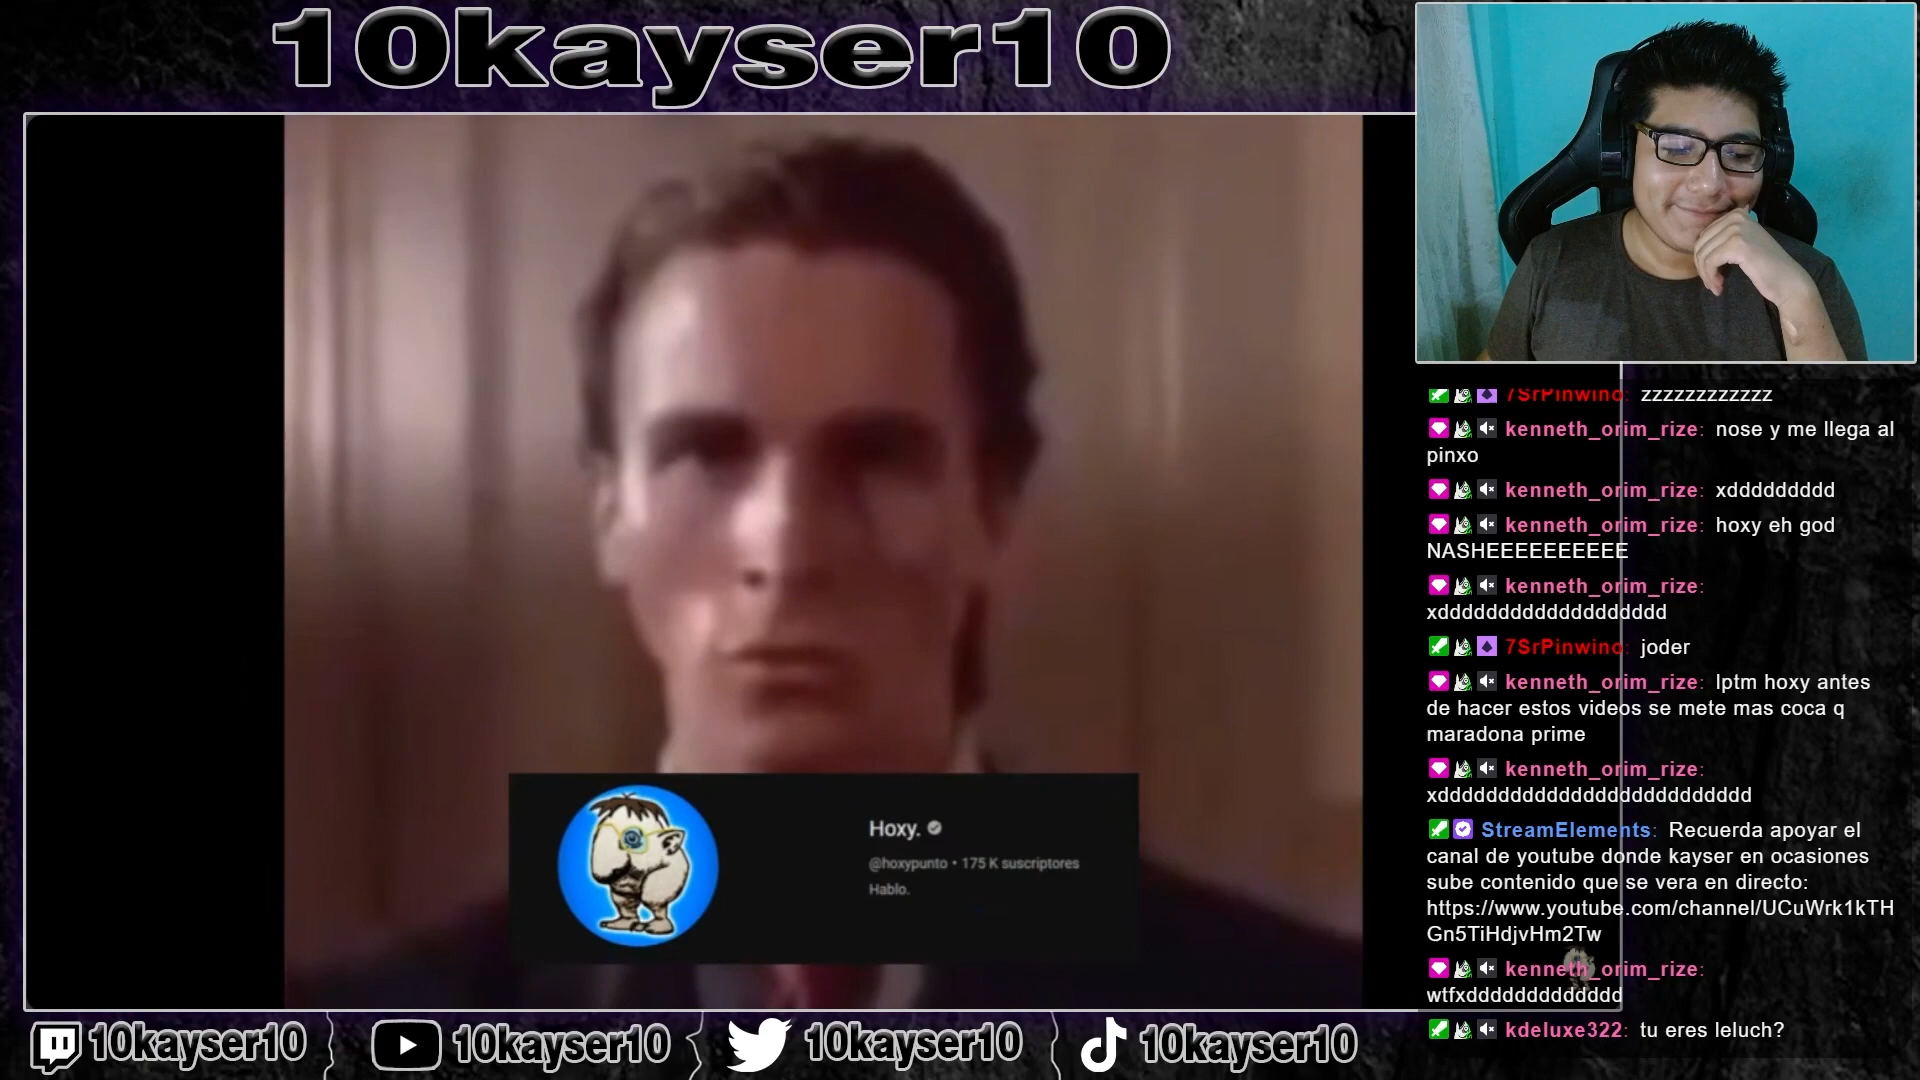 10kayser10
7SrPinwino: zzzzzzzzzzzz
kenneth_orim_rize: nose y me llega al
pinxo
kenneth_orim_rize: xddddddddd
kenneth_orim_rize: hoxy eh god
NASHEEEEEEEEEE
kenneth_orim_rize:
xddddddddddddddddddd
7SrPinwino: joder
kenneth_orim_rize: lptm hoxy antes
de hacer estos videos se mete mas coca q
maradona prime
kenneth_orim_rize:
xdddddddddddddddddddddddddd
StreamElements: Recuerda apoyar el
canal de youtube donde kayser en ocasiones
sube contenido que se vera en directo:
https://www.youtube.com/channel/UCuWrk1kTH
Gn5TiHdjvHm2Tw
kenneth_orim_rize:
wtfxddddddddddddd
kdeluxe322: tu eres leluch?
Hoxy.
@hoxypunto • 175 K suscriptores
Hablo.
10kayser10 10kayser10 10kayser10 10kayser10